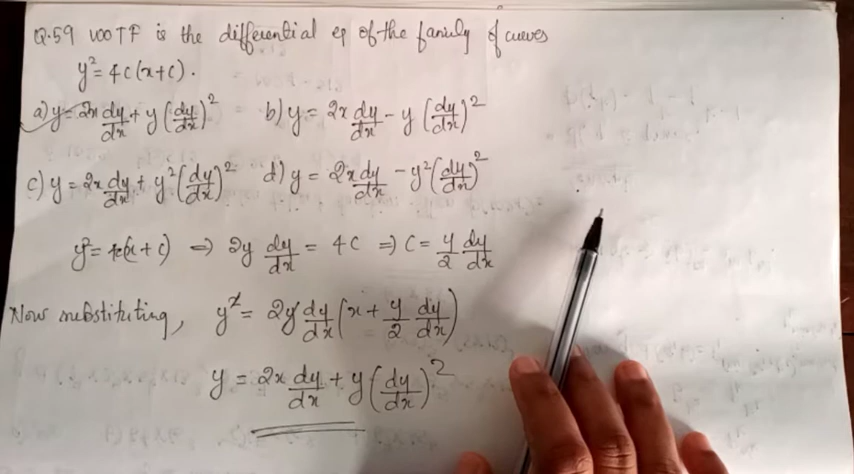 Q.59 WOOTF is the differential eq of the family of curves
y² = 4c(x+c).
a) y = 2x dy/dx + y (dy/dx)² b) y = 2x dy/dx - y (dy/dx)²
c) y = 2x dy/dx + y² (dy/dx)² d) y = 2x dy/dx - y² (dy/dx)²
y² = 4c(x+c) ⇒ 2y dy/dx = 4c ⇒ c = y/2 dy/dx
Now substituting, y² = 2y dy/dx (x + y/2 dy/dx)
y = 2x dy/dx + y (dy/dx)²